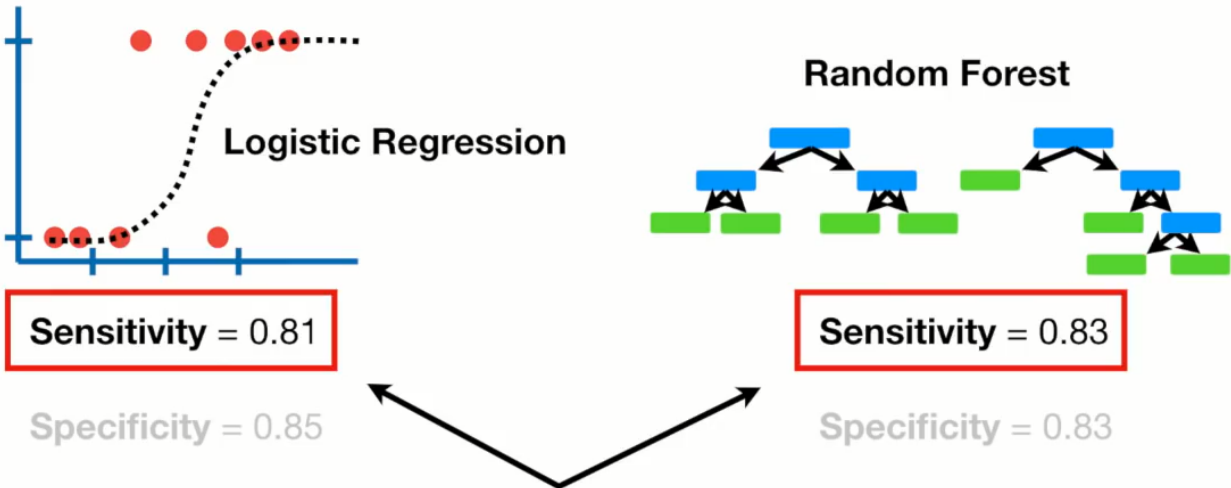 Logistic Regression
Sensitivity = 0.81
Specificity = 0.85
Random Forest
Sensitivity = 0.83
Specificity = 0.83